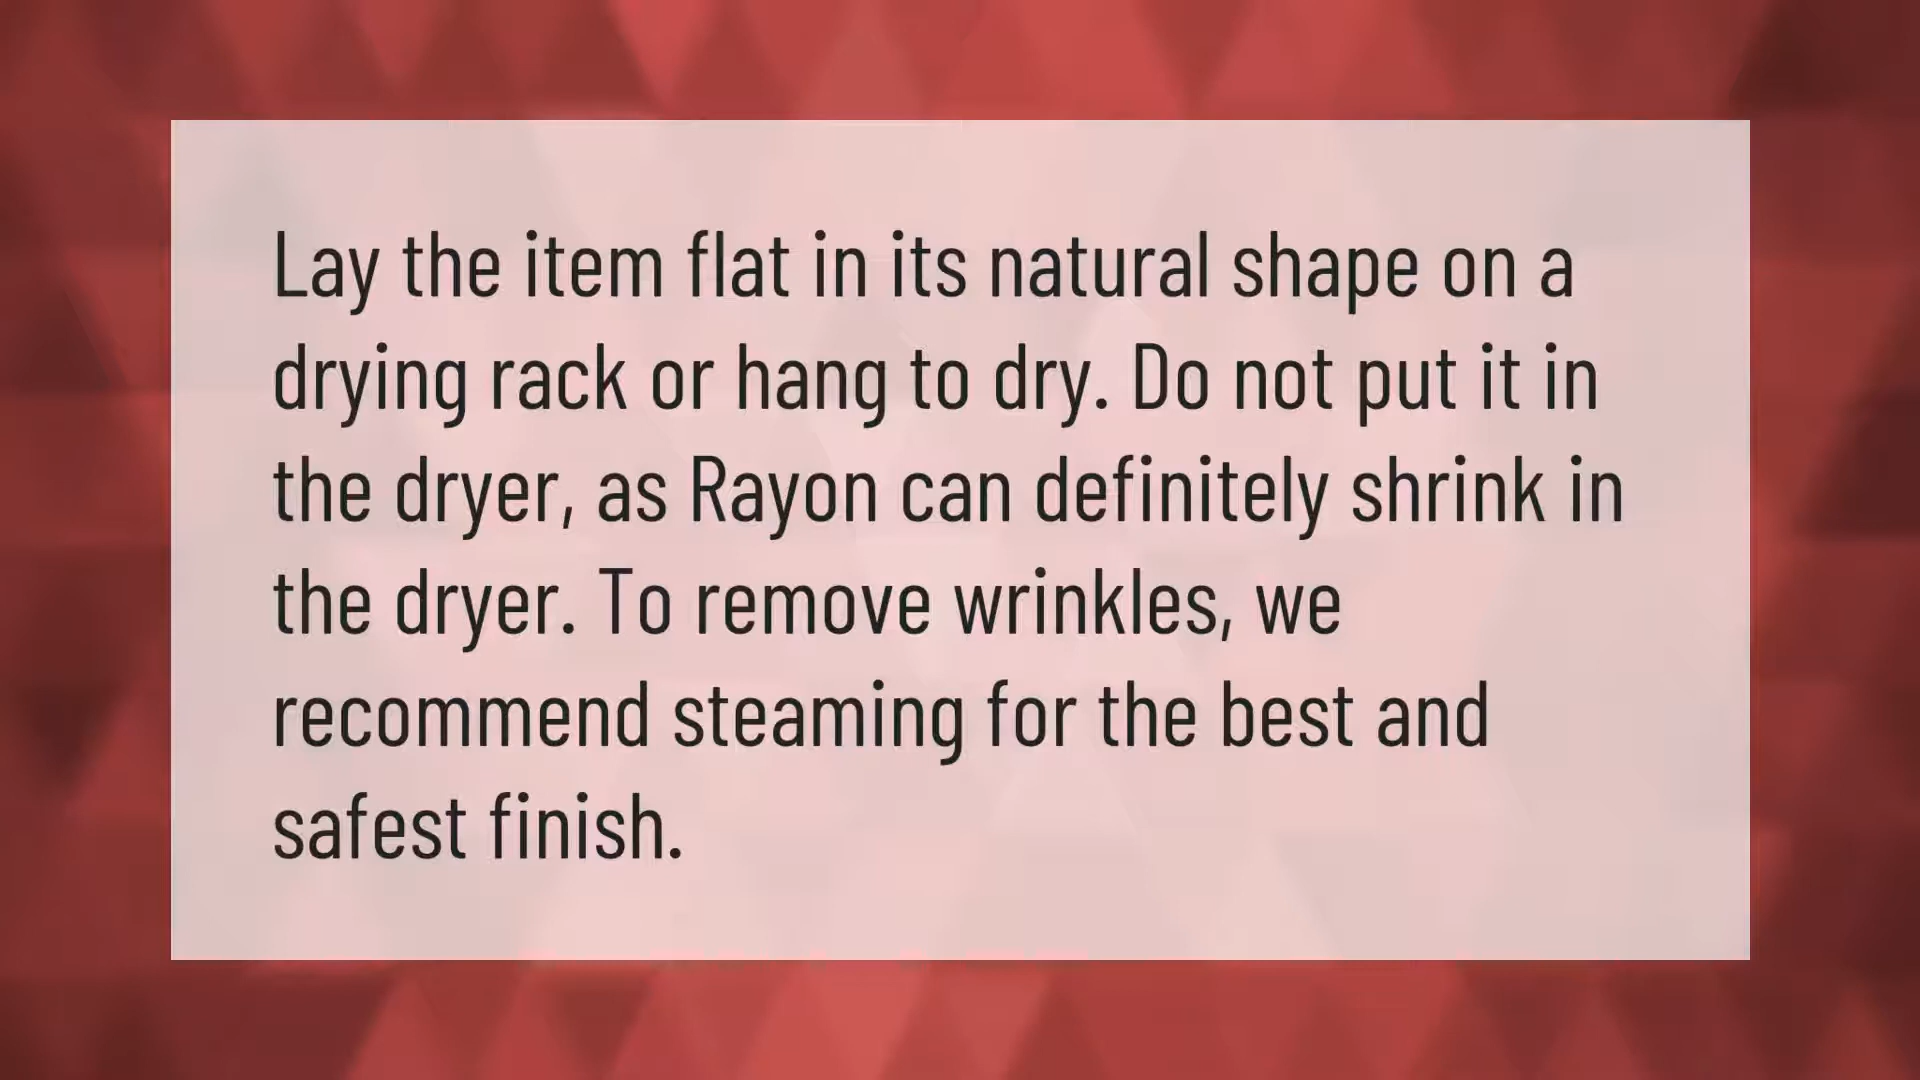 Lay the item flat in its natural shape on a
drying rack or hang to dry. Do not put it in
the dryer, as Rayon can definitely shrink in
the dryer. To remove wrinkles, we
recommend steaming for the best and
safest finish.